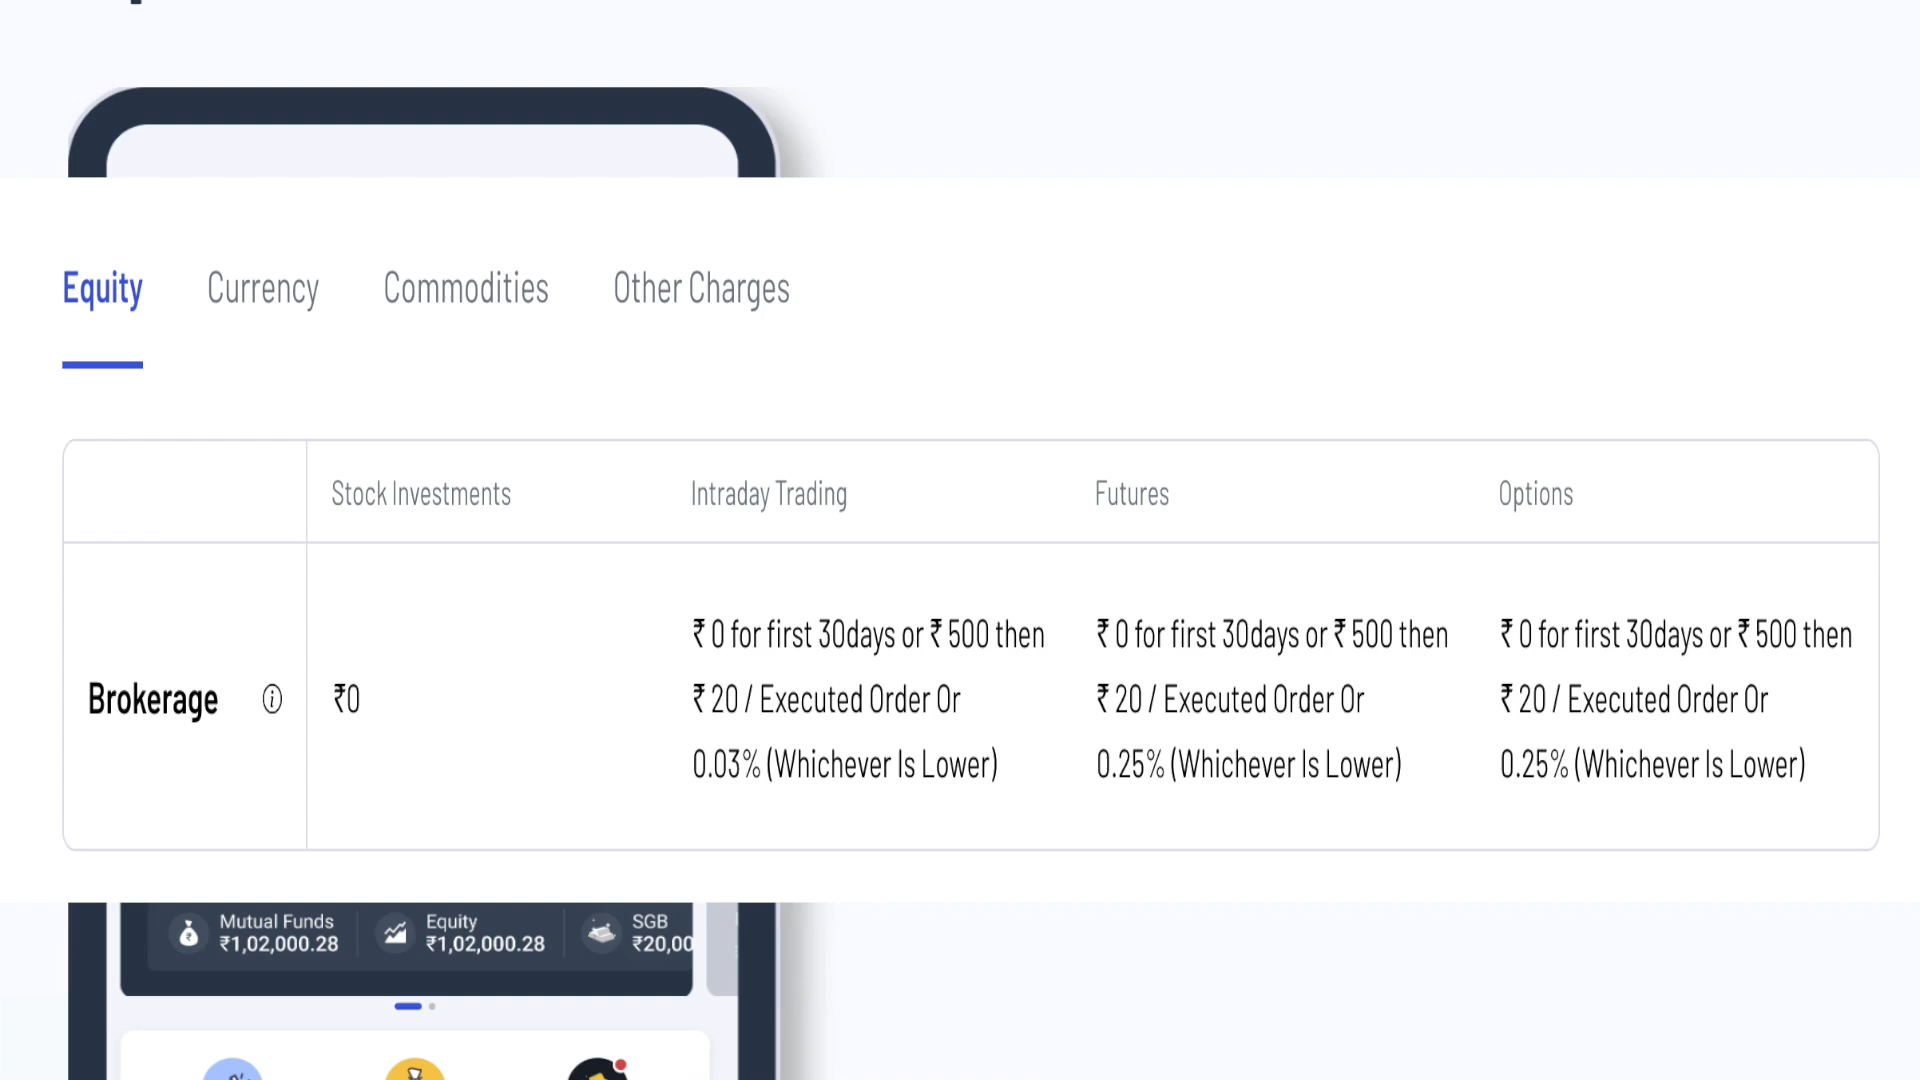 Equity Currency Commodities Other Charges
Stock Investments Intraday Trading Futures Options
Brokerage
₹0
₹ 0 for first 30days or ₹ 500 then
₹ 20 / Executed Order Or
0.03% (Whichever Is Lower)
₹ 0 for first 30days or ₹ 500 then
₹ 20 / Executed Order Or
0.25% (Whichever Is Lower)
₹ 0 for first 30days or ₹ 500 then
₹ 20 / Executed Order Or
0.25% (Whichever Is Lower)
Mutual Funds
₹1,02,000.28
Equity
₹1,02,000.28
SGB
₹20,00